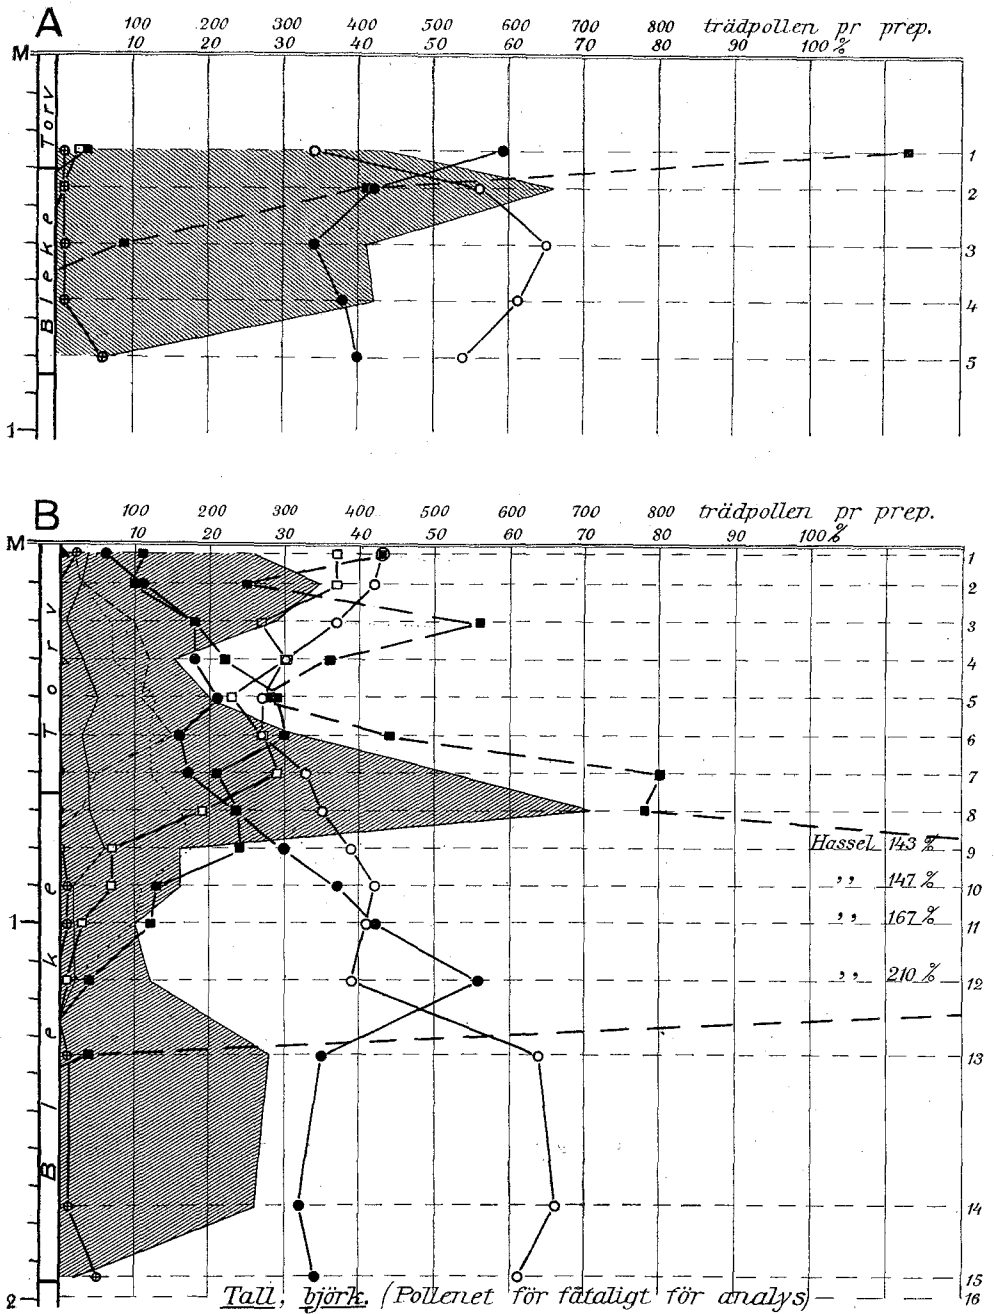 A
100 200 300 400 500 600 700 800 trädpollen pr prep.
10 20 30 40 50 60 70 80 90 100 %
M
Torv
Bleke
1
2
3
4
5
1
B
100 200 300 400 500 600 700 800 trädpollen pr prep.
10 20 30 40 50 60 70 80 90 100 %
M
Torv
Bleke
1
2
3
4
5
6
7
8
Hassel 143 %
9
,, 147 %
10
1
,, 167 %
11
,, 210 %
12
13
14
15
2
Tall, björk. (Pollenet för fåtaligt för analys)
16